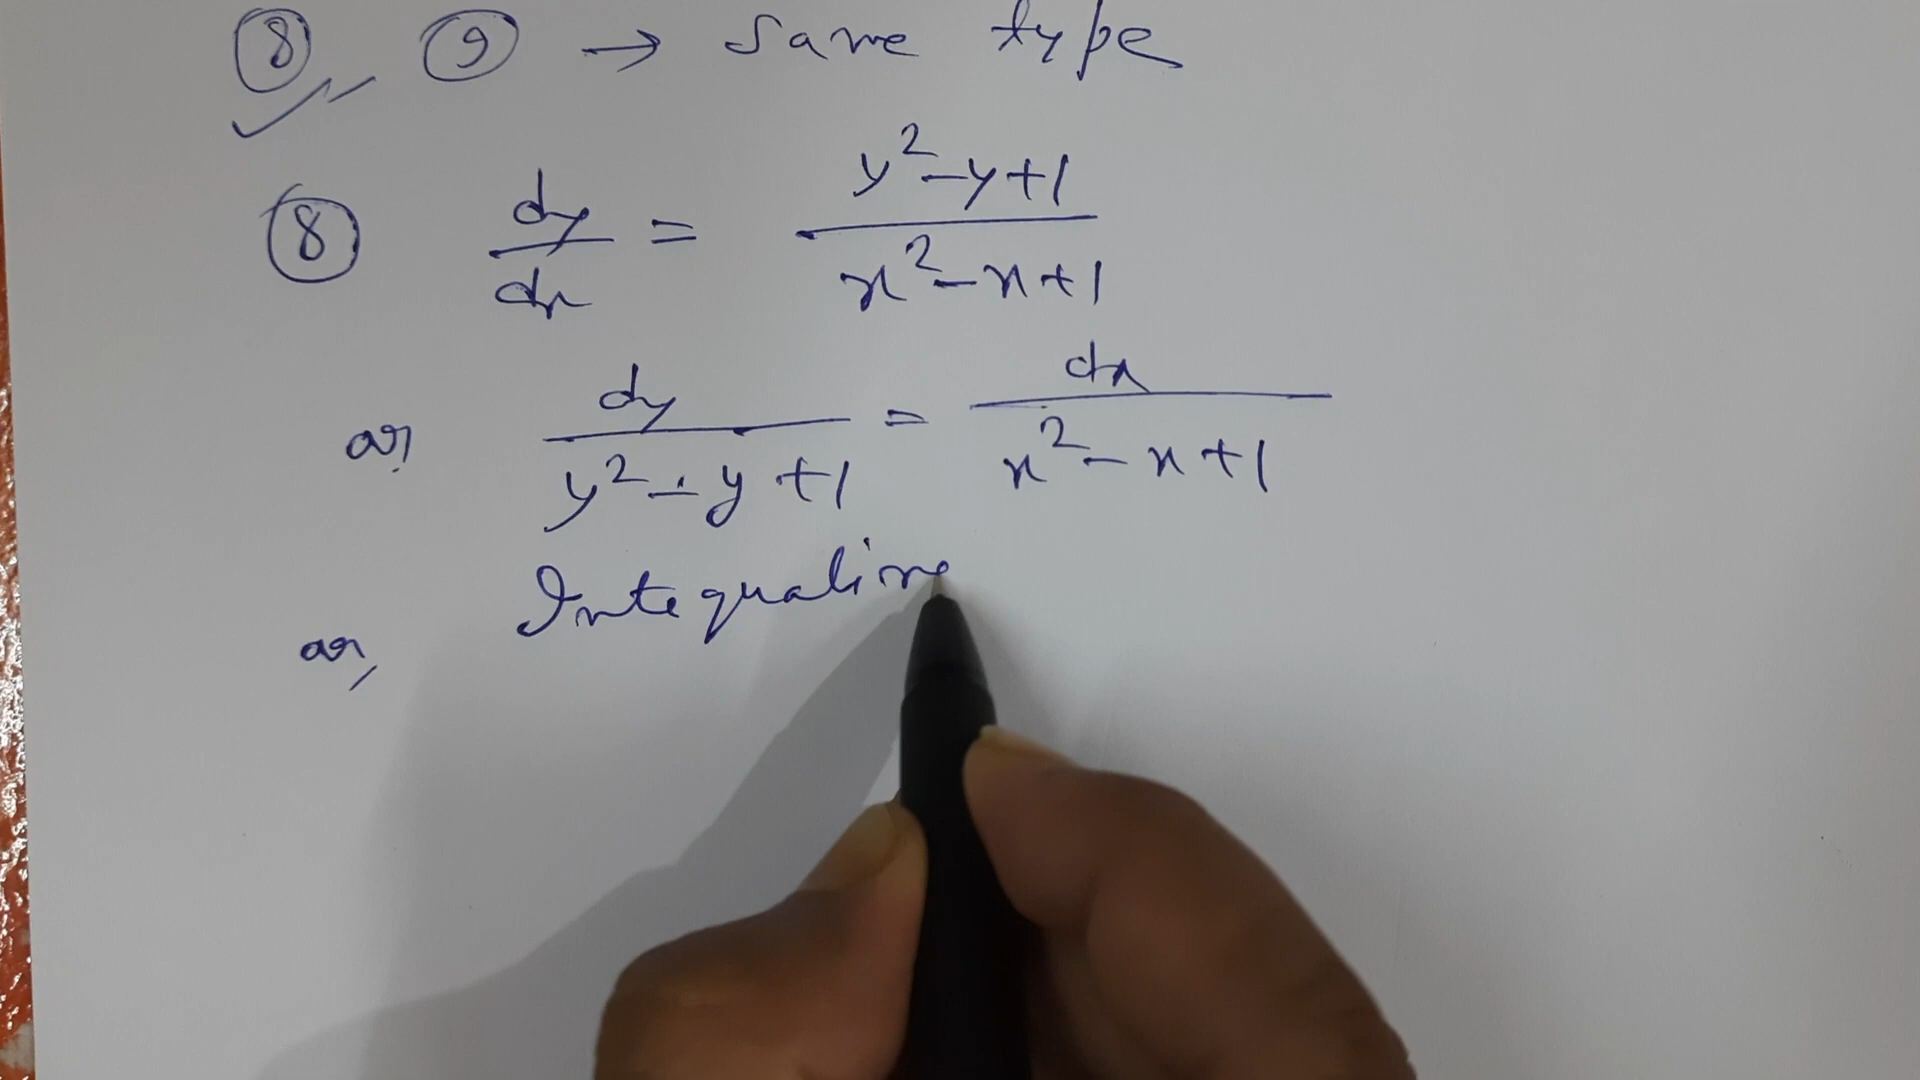 ⑧ ⑨ → Same type
⑧ dy/dx = (y²-y+1)/(x²-x+1)
or, dy/(y²-y+1) = dx/(x²-x+1)
or, Intequatine